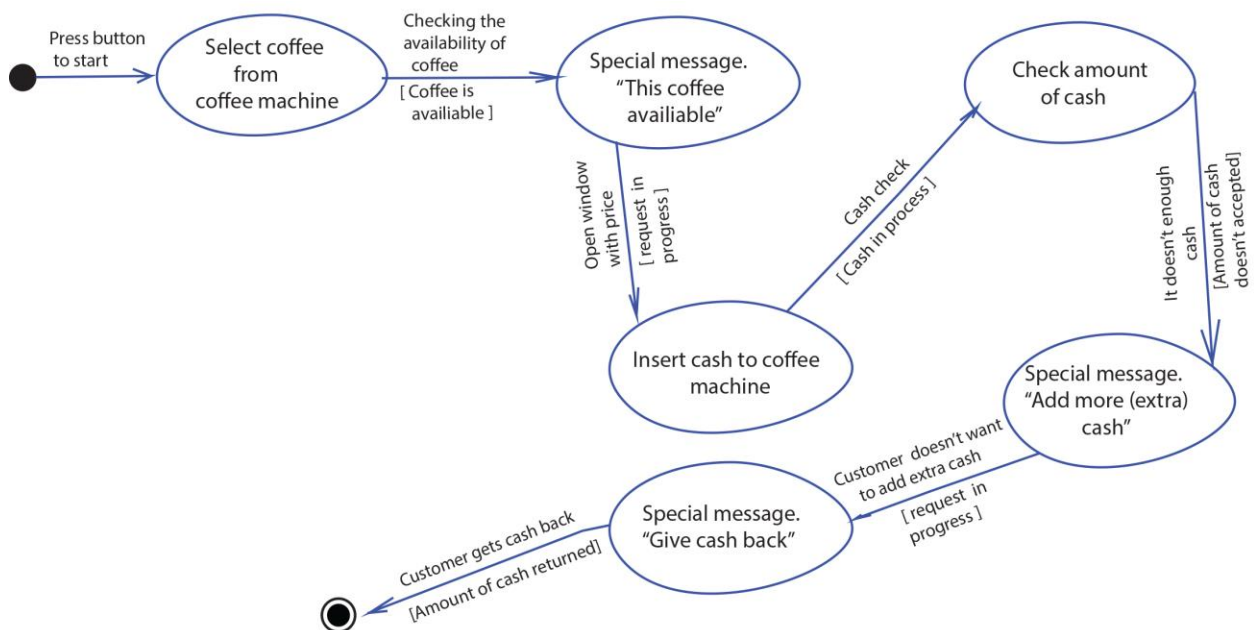 Press button
to start
Select coffee
from
coffee machine
Checking the
availability of
coffee
[ Coffee is
availiable ]
Special message.
“This coffee
availiable”
Open window
with price
[ request in
progress ]
Insert cash to coffee
machine
Cash check
[ Cash in process ]
Check amount
of cash
It doesn't enough
cash
[Amount of cash
doesn't accepted]
Special message.
“Add more (extra)
cash”
Customer doesn't want
to add extra cash
[ request in
progress ]
Special message.
“Give cash back”
Customer gets cash back
[Amount of cash returned]